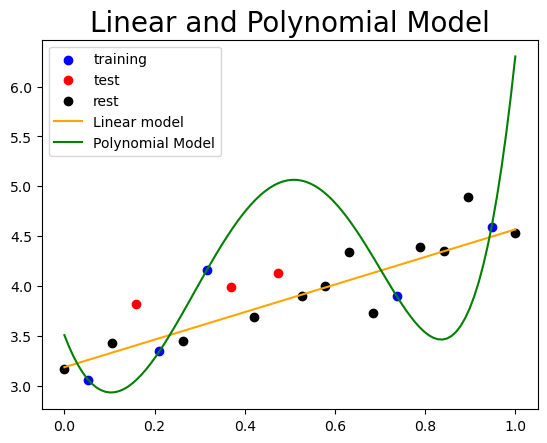 Linear and Polynomial Model
training
test
rest
Linear model
Polynomial Model
6.0
5.5
5.0
4.5
4.0
3.5
3.0
0.0 0.2 0.4 0.6 0.8 1.0